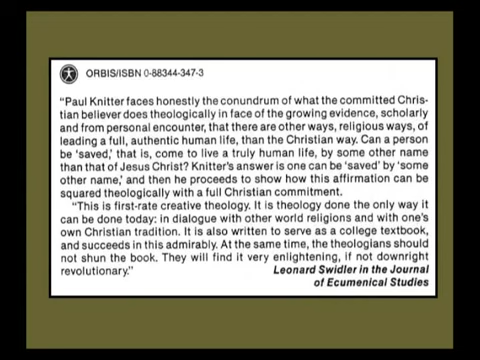 ORBIS/ISBN 0-88344-347-3
“Paul Knitter faces honestly the conundrum of what the committed Chris-
tian believer does theologically in face of the growing evidence, scholarly
and from personal encounter, that there are other ways, religious ways, of
leading a full, authentic human life, than the Christian way. Can a person
be ‘saved,’ that is, come to live a truly human life, by some other name
than that of Jesus Christ? Knitter’s answer is one can be ‘saved’ by ‘some
other name,’ and then he proceeds to show how this affirmation can be
squared theologically with a full Christian commitment.
“This is first-rate creative theology. It is theology done the only way it
can be done today: in dialogue with other world religions and with one’s
own Christian tradition. It is also written to serve as a college textbook,
and succeeds in this admirably. At the same time, the theologians should
not shun the book. They will find it very enlightening, if not downright
revolutionary.” Leonard Swidler in the Journal
of Ecumenical Studies